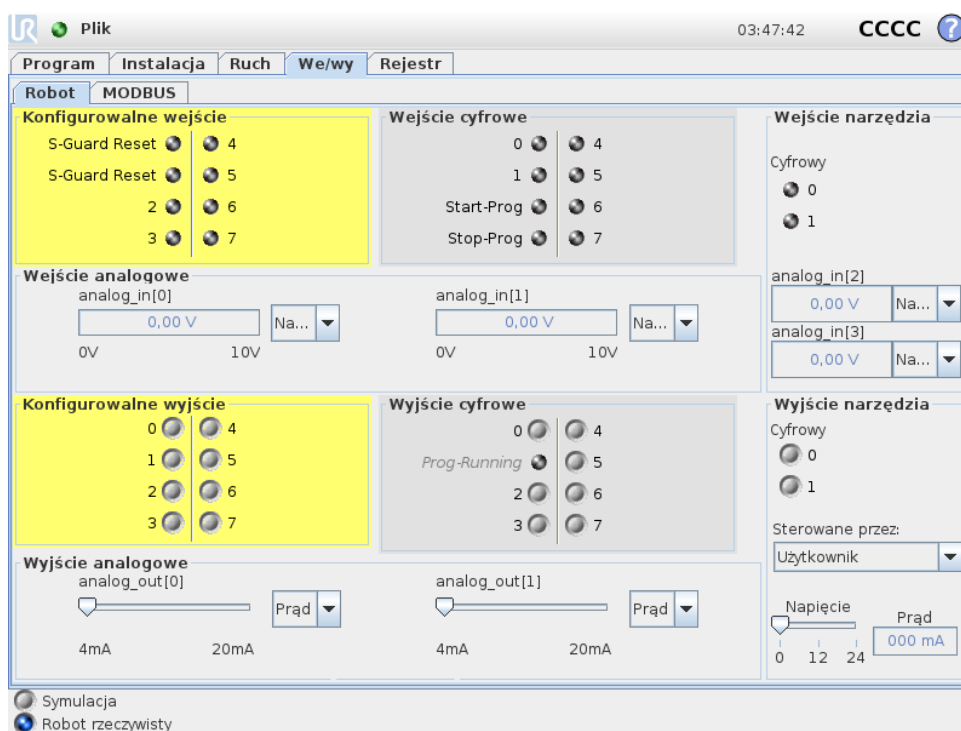 UR Plik 03:47:42 CCCC ?
Program Instalacja Ruch We/wy Rejestr
Robot MODBUS
Konfigurowalne wejście
S-Guard Reset 4
S-Guard Reset 5
2 6
3 7
Wejście cyfrowe
0 4
1 5
Start-Prog 6
Stop-Prog 7
Wejście narzędzia
Cyfrowy
0
1
analog_in[2]
0,00 V Na...
analog_in[3]
0,00 V Na...
Wejście analogowe
analog_in[0]
0,00 V Na...
0V 10V
analog_in[1]
0,00 V Na...
0V 10V
Konfigurowalne wyjście
0 4
1 5
2 6
3 7
Wyjście cyfrowe
0 4
Prog-Running 5
2 6
3 7
Wyjście narzędzia
Cyfrowy
0
1
Sterowane przez:
Użytkownik
Napięcie
0 12 24
Prąd
000 mA
Wyjście analogowe
analog_out[0]
Prąd
4mA 20mA
analog_out[1]
Prąd
4mA 20mA
Symulacja
Robot rzeczywisty